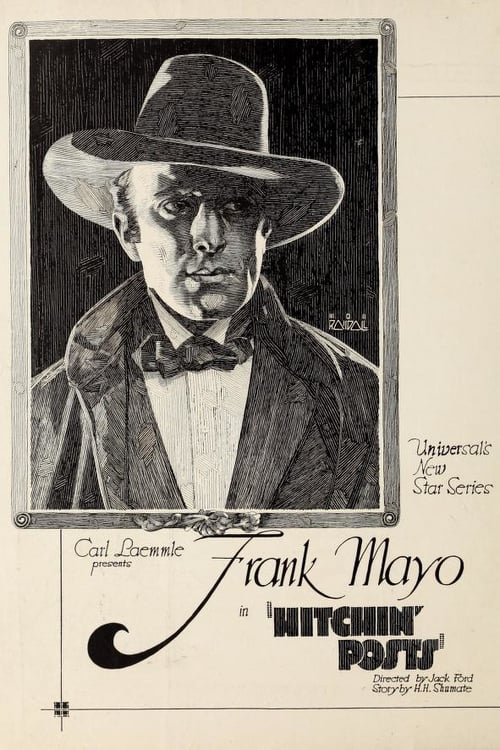 RANDALL
Universal's
New
Star Series
Carl Laemmle
presents
Frank Mayo
in 'HITCHIN'
POSTS'
Directed by Jack Ford
Story by H.H. Shumate